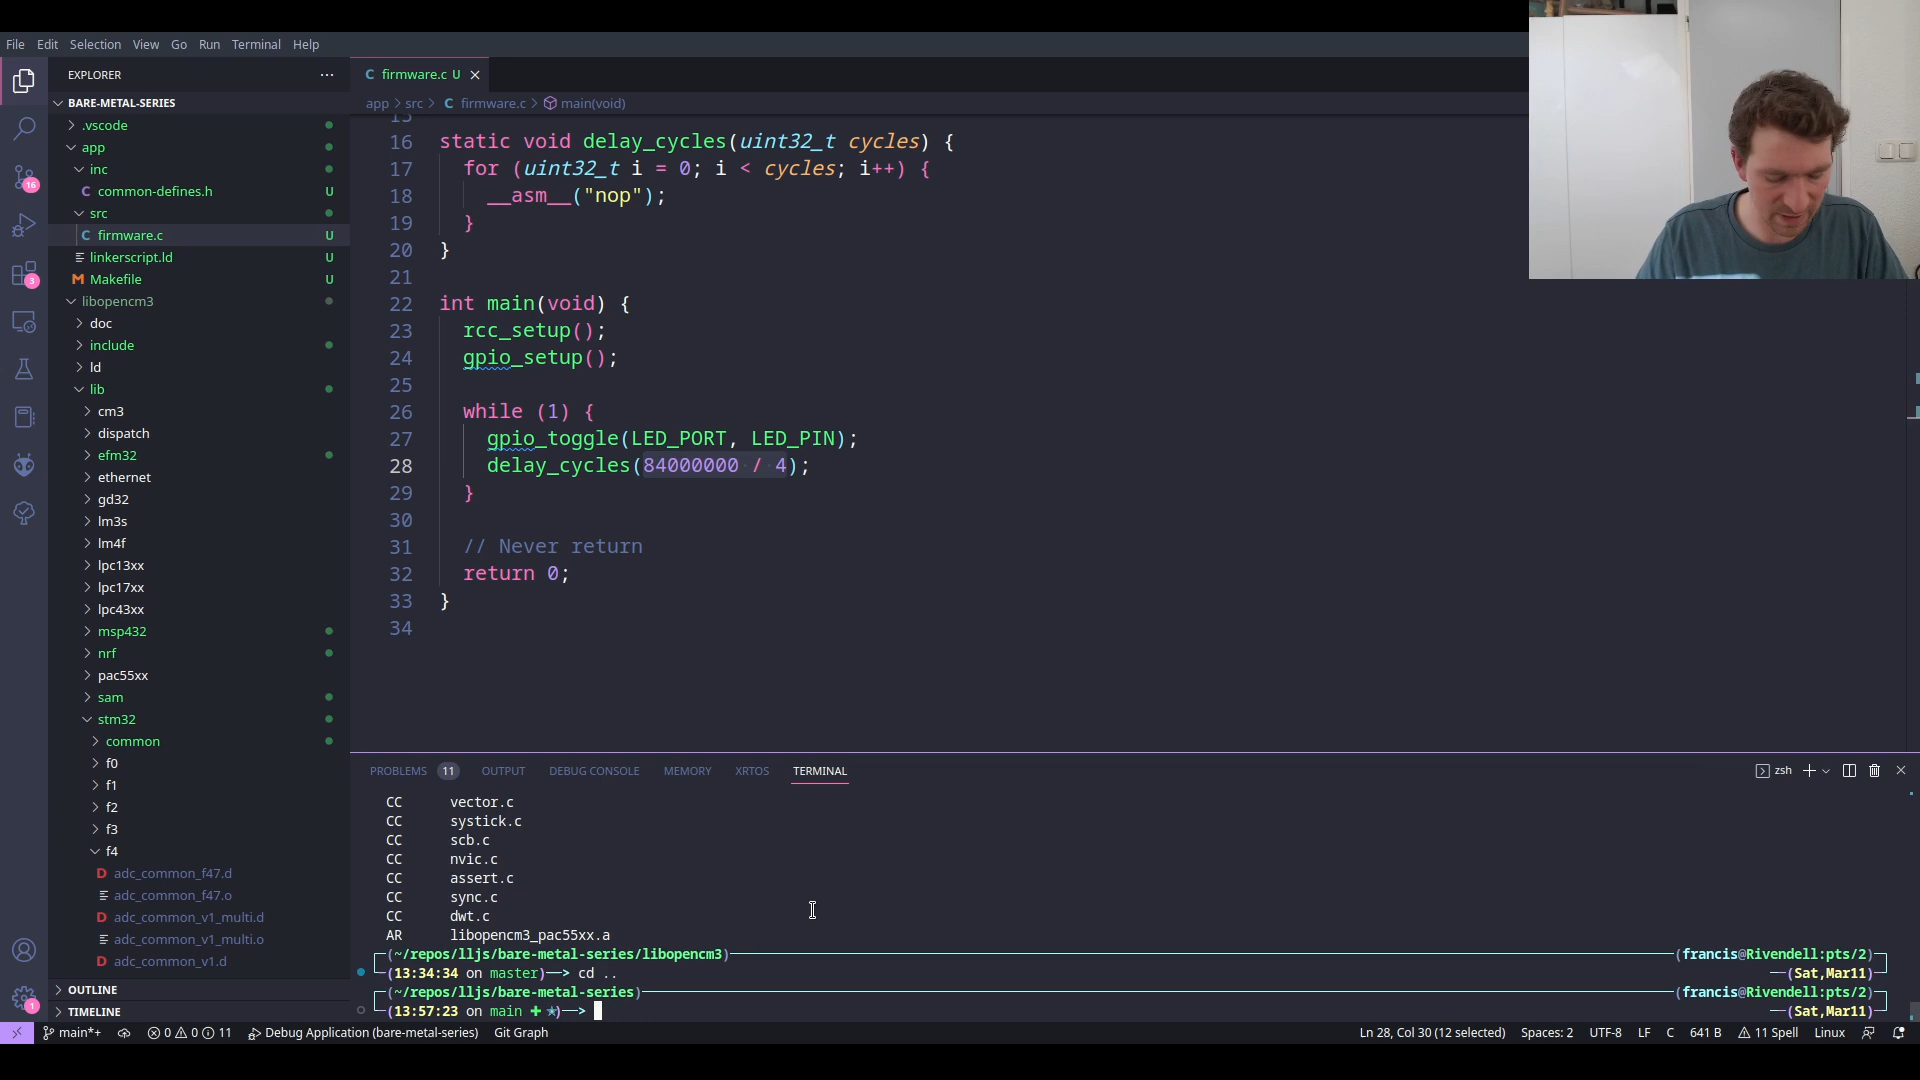 File Edit Selection View Go Run Terminal Help
EXPLORER
BARE-METAL-SERIES
.vscode
app
inc
C common-defines.h U
src
C firmware.c U
linkerscript.ld U
M Makefile U
libopencm3
doc
include
ld
lib
cm3
dispatch
efm32
ethernet
gd32
lm3s
lm4f
lpc13xx
lpc17xx
lpc43xx
msp432
nrf
pac55xx
sam
stm32
common
f0
f1
f2
f3
f4
D adc_common_f47.d
adc_common_f47.o
D adc_common_v1_multi.d
adc_common_v1_multi.o
D adc_common_v1.d
OUTLINE
TIMELINE
16
3
1
C firmware.c U
app > src > C firmware.c > main(void)
15
16 static void delay_cycles(uint32_t cycles) {
17 for (uint32_t i = 0; i < cycles; i++) {
18 __asm__("nop");
19 }
20 }
21
22 int main(void) {
23 rcc_setup();
24 gpio_setup();
25
26 while (1) {
27 gpio_toggle(LED_PORT, LED_PIN);
28 delay_cycles(84000000 / 4);
29 }
30
31 // Never return
32 return 0;
33 }
34
PROBLEMS 11 OUTPUT DEBUG CONSOLE MEMORY XRTOS TERMINAL
zsh
CC vector.c
CC systick.c
CC scb.c
CC nvic.c
CC assert.c
CC sync.c
CC dwt.c
AR libopencm3_pac55xx.a
(~/repos/lljs/bare-metal-series/libopencm3) (francis@Rivendell:pts/2)
(13:34:34 on master)—> cd .. (Sat,Mar11)
(~/repos/lljs/bare-metal-series) (francis@Rivendell:pts/2)
(13:57:23 on main ✚ ✭)—> (Sat,Mar11)
main*+ 0 0 11 Debug Application (bare-metal-series) Git Graph Ln 28, Col 30 (12 selected) Spaces: 2 UTF-8 LF C 641 B 11 Spell Linux